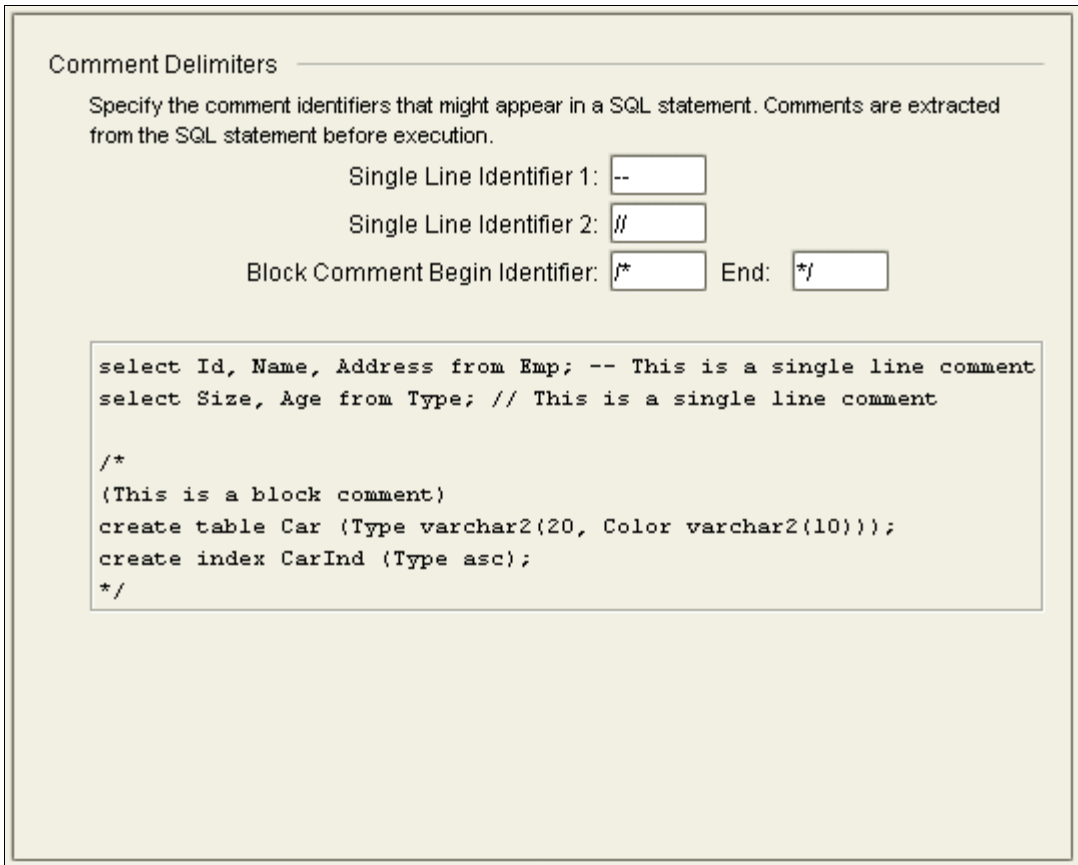 Comment Delimiters
Specify the comment identifiers that might appear in a SQL statement. Comments are extracted
from the SQL statement before execution.
Single Line Identifier 1: --
Single Line Identifier 2: //
Block Comment Begin Identifier: /* End: */
select Id, Name, Address from Emp; -- This is a single line comment
select Size, Age from Type; // This is a single line comment
/*
(This is a block comment)
create table Car (Type varchar2(20, Color varchar2(10)));
create index CarInd (Type asc);
*/